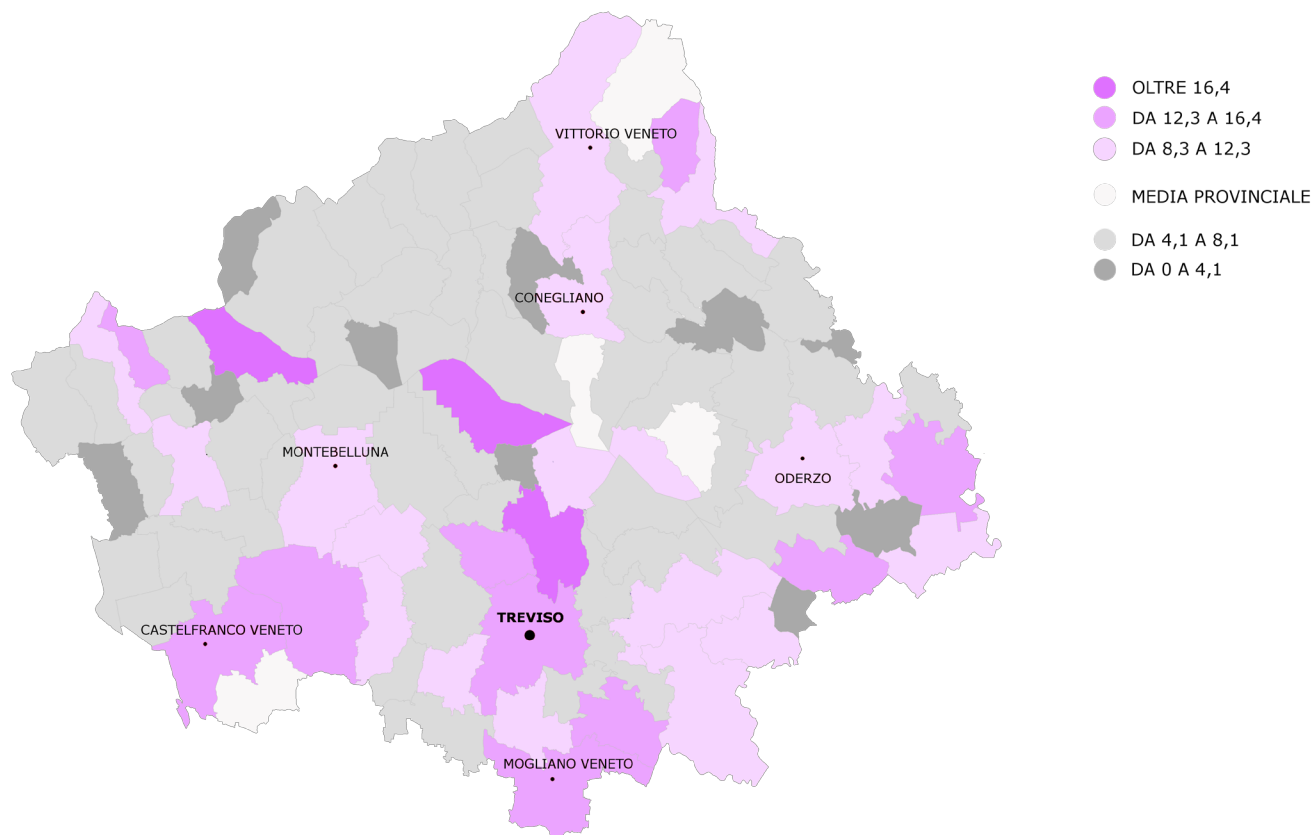 OLTRE 16,4
DA 12,3 A 16,4
VITTORIO VENETO
DA 8,3 A 12,3
MEDIA PROVINCIALE
DA 4,1 A 8,1
DA 0 A 4,1
CONEGLIANO
MONTEBELLUNA
ODERZO
TREVISO
CASTELFRANCO VENETO
MOGLIANO VENETO